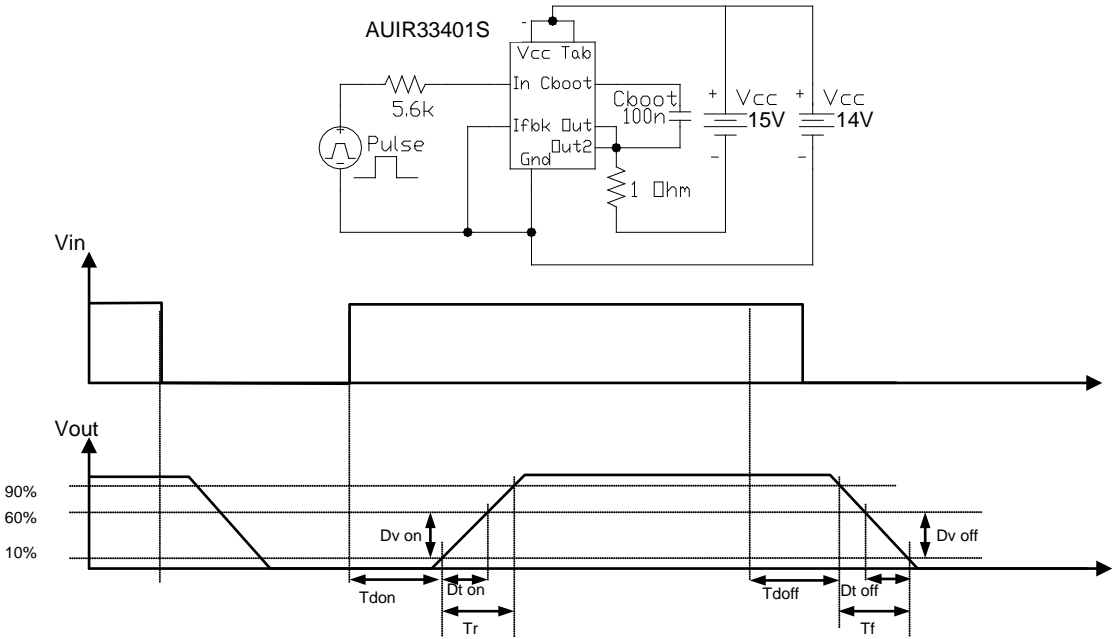 AUIR33401S
Vcc Tab
In Cboot
5.6k
Cboot
100n
+ Vcc
15V
-
+ Vcc
14V
-
Ifbk Out
Out2
Gnd
+
-
Pulse
1 Ohm
Vin
Vout
90%
60%
10%
Dv on
Dv off
Tdon
Dt on
Tr
Tdoff
Dt off
Tf